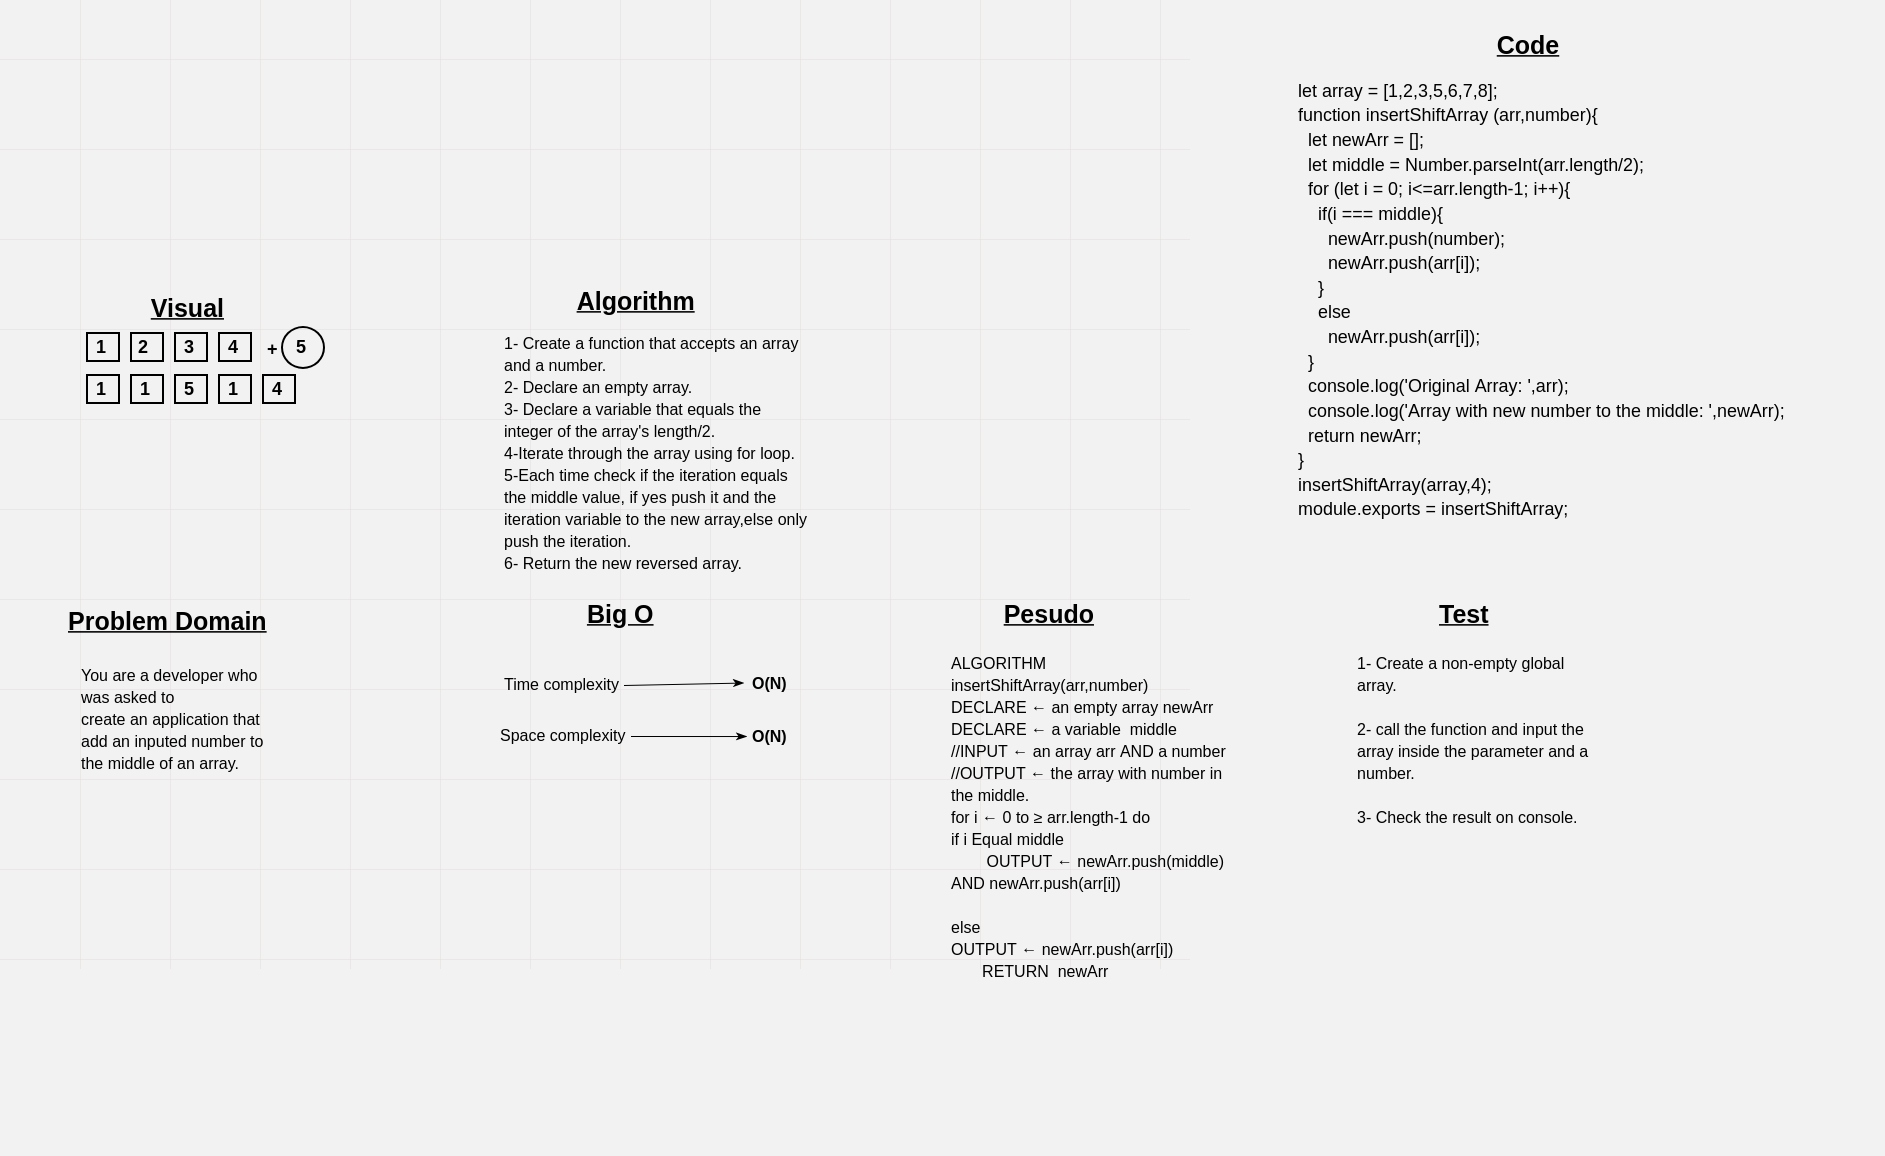 Code
let array = [1,2,3,5,6,7,8];
function insertShiftArray (arr,number){
  let newArr = [];
  let middle = Number.parseInt(arr.length/2);
  for (let i = 0; i<=arr.length-1; i++){
    if(i === middle){
      newArr.push(number);
      newArr.push(arr[i]);
    }
    else
      newArr.push(arr[i]);
  }
  console.log('Original Array: ',arr);
  console.log('Array with new number to the middle: ',newArr);
  return newArr;
}
insertShiftArray(array,4);
module.exports = insertShiftArray;
Visual
1 2 3 4 + 5
1 1 5 1 4
Algorithm
1- Create a function that accepts an array
and a number.
2- Declare an empty array.
3- Declare a variable that equals the
integer of the array's length/2.
4-Iterate through the array using for loop.
5-Each time check if the iteration equals
the middle value, if yes push it and the
iteration variable to the new array,else only
push the iteration.
6- Return the new reversed array.
Problem Domain
You are a developer who
was asked to
create an application that
add an inputed number to
the middle of an array.
Big O
Time complexity O(N)
Space complexity O(N)
Pesudo
ALGORITHM
insertShiftArray(arr,number)
DECLARE ← an empty array newArr
DECLARE ← a variable  middle
//INPUT ← an array arr AND a number
//OUTPUT ← the array with number in
the middle.
for i ← 0 to ≥ arr.length-1 do
if i Equal middle
        OUTPUT ← newArr.push(middle)
AND newArr.push(arr[i])
else
OUTPUT ← newArr.push(arr[i])
       RETURN  newArr
Test
1- Create a non-empty global
array.
2- call the function and input the
array inside the parameter and a
number.
3- Check the result on console.